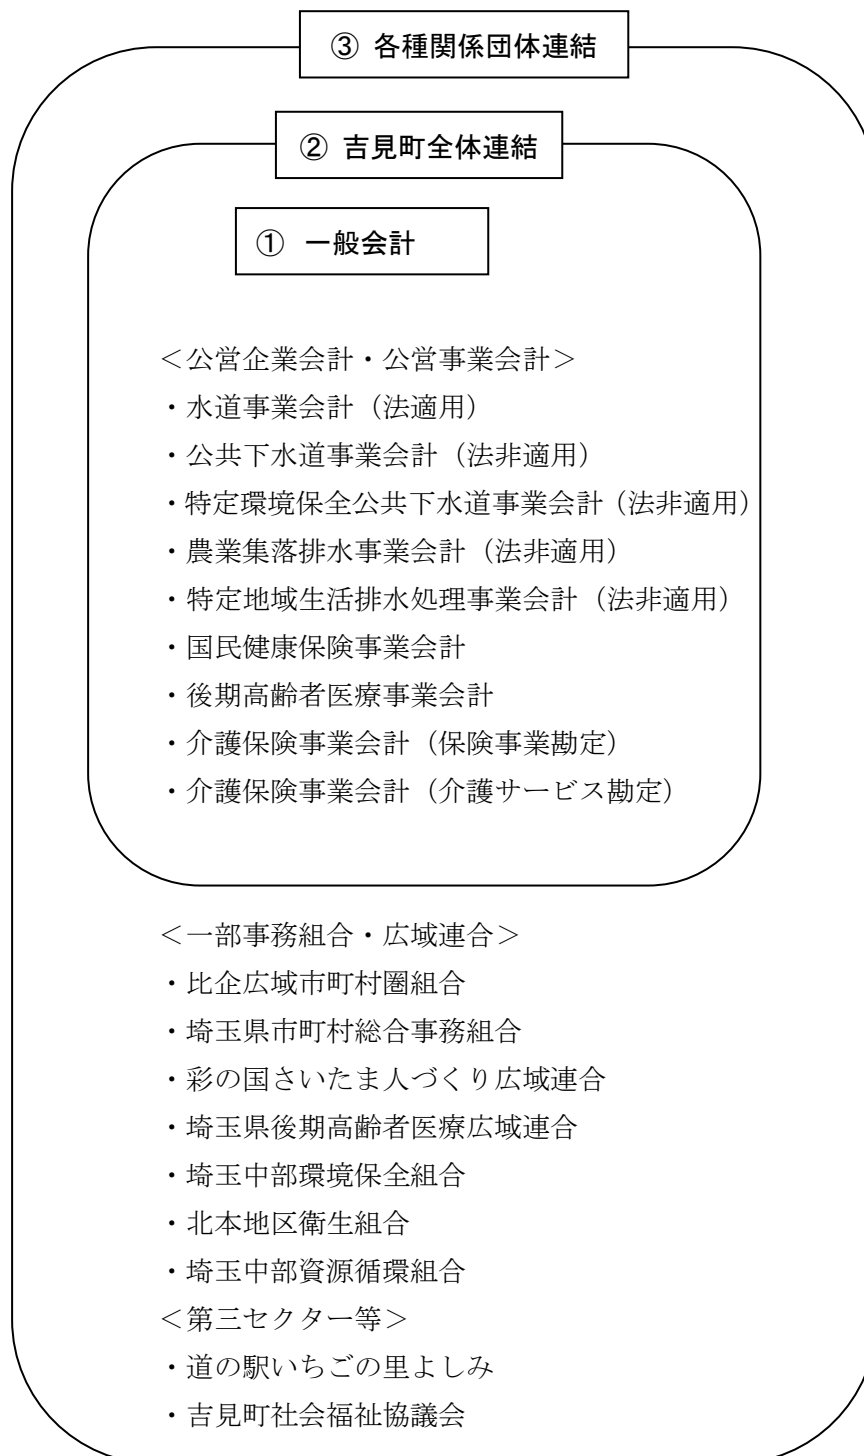 ③ 各種関係団体連結
② 吉見町全体連結
① 一般会計
＜公営企業会計・公営事業会計＞
・水道事業会計（法適用）
・公共下水道事業会計（法非適用）
・特定環境保全公共下水道事業会計（法非適用）
・農業集落排水事業会計（法非適用）
・特定地域生活排水処理事業会計（法非適用）
・国民健康保険事業会計
・後期高齢者医療事業会計
・介護保険事業会計（保険事業勘定）
・介護保険事業会計（介護サービス勘定）
＜一部事務組合・広域連合＞
・比企広域市町村圏組合
・埼玉県市町村総合事務組合
・彩の国さいたま人づくり広域連合
・埼玉県後期高齢者医療広域連合
・埼玉中部環境保全組合
・北本地区衛生組合
・埼玉中部資源循環組合
＜第三セクター等＞
・道の駅いちごの里よしみ
・吉見町社会福祉協議会